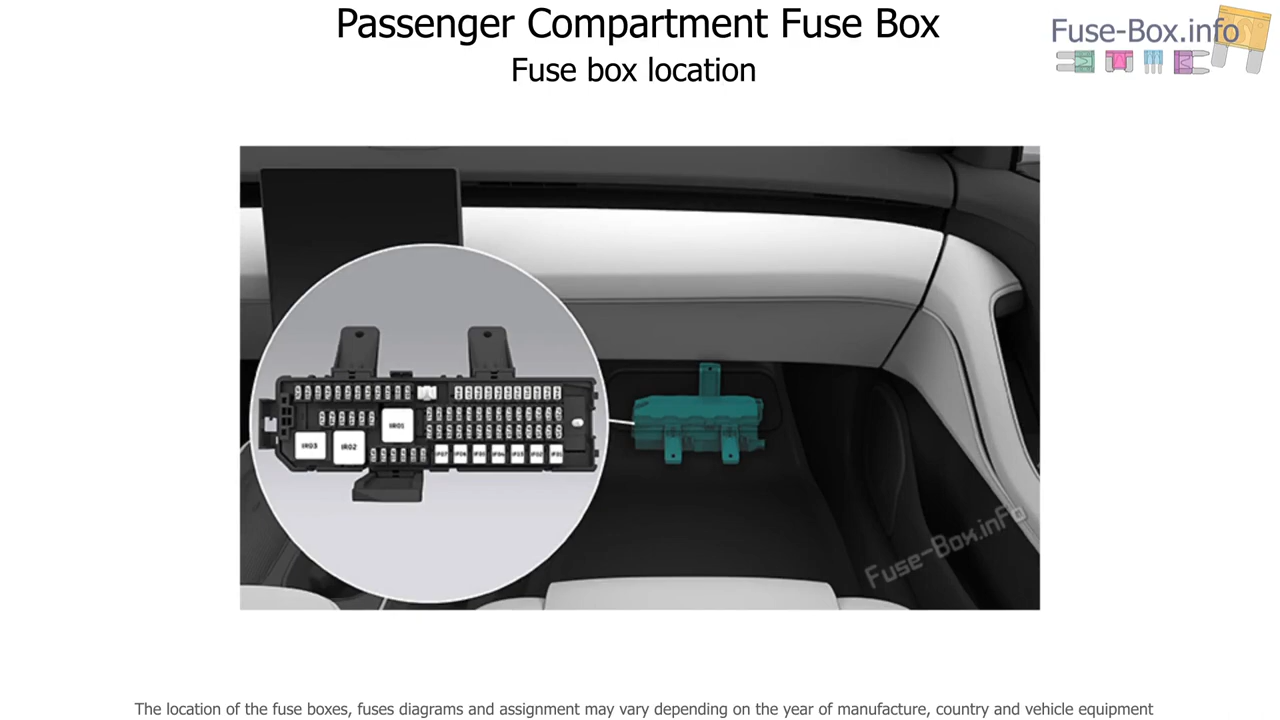 Passenger Compartment Fuse Box
Fuse box location
Fuse-Box.info
IR03
IR02
IR01
Fuse-Box.info
The location of the fuse boxes, fuses diagrams and assignment may vary depending on the year of manufacture, country and vehicle equipment